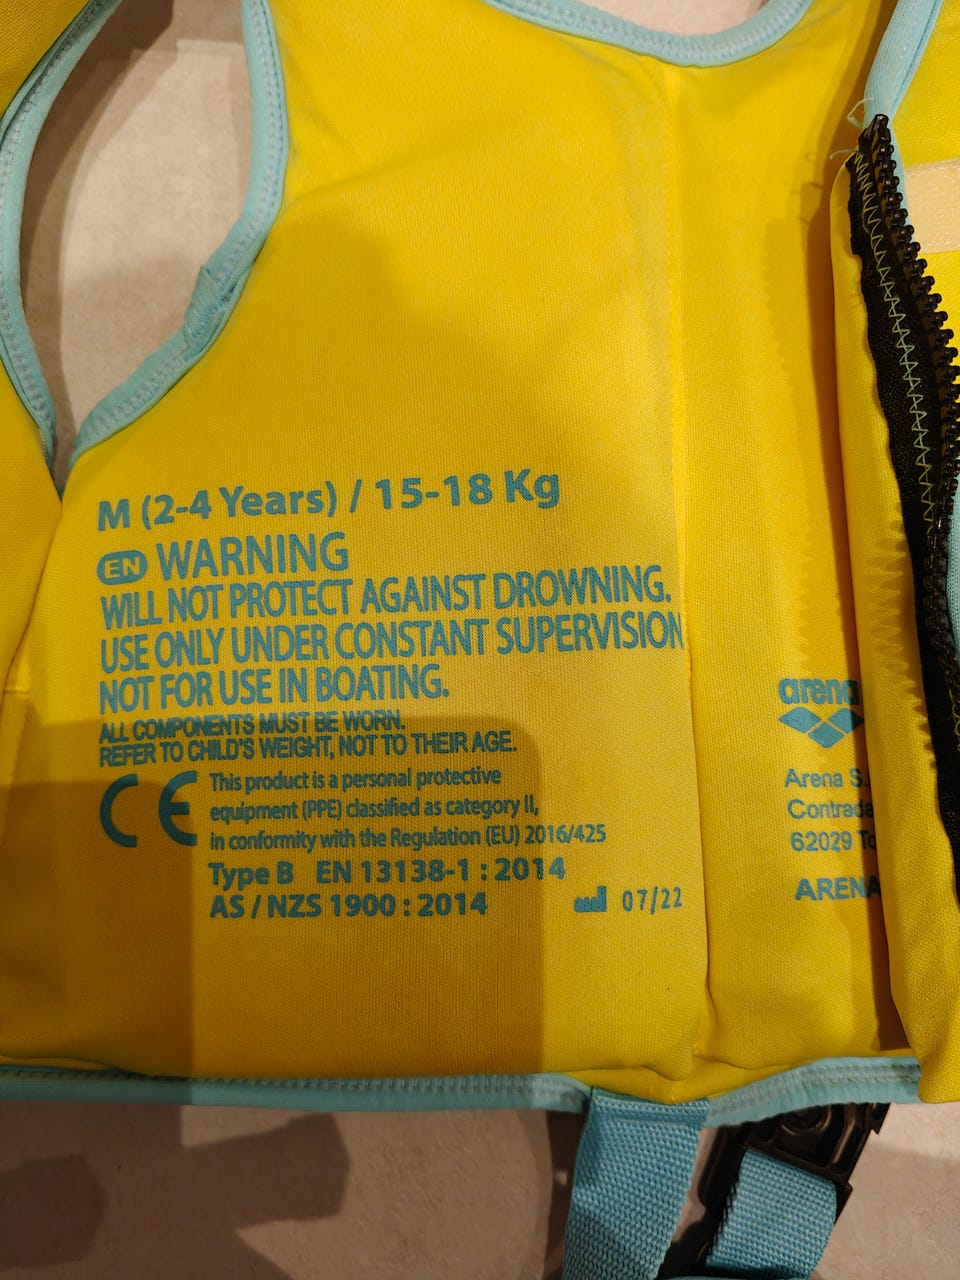 M (2-4 Years) / 15-18 Kg
EN WARNING
WILL NOT PROTECT AGAINST DROWNING.
USE ONLY UNDER CONSTANT SUPERVISION
NOT FOR USE IN BOATING.
ALL COMPONENTS MUST BE WORN.
REFER TO CHILD'S WEIGHT, NOT TO THEIR AGE.
CE
This product is a personal protective
equipment (PPE) classified as category II,
in conformity with the Regulation (EU) 2016/425
Type B EN 13138-1 : 2014
AS / NZS 1900 : 2014
07/22
arena
Arena S.
Contrada
62029
ARENA